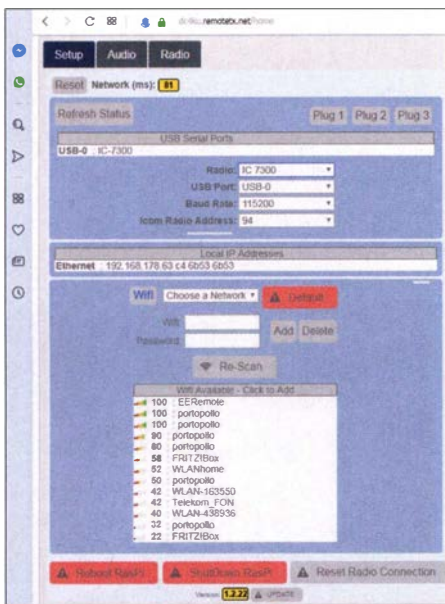 remotetx.net/home
Setup Audio Radio
Reset Network (ms): 81
Refresh Status Plug 1 Plug 2 Plug 3
USB Serial Ports
USB-0 : IC-7300
Radio: IC 7300
USB Port: USB-0
Baud Rate: 115200
Icom Radio Address: 94
Local IP Addresses
Ethernet : 192.168.178.63 c4 6b53 6b53
Wifi Choose a Network Default
Wifi:
Password:
Add Delete
Re-Scan
Wifi Available - Click to Add
100 : EERemote
100 : portopollo
100 : portopollo
90 : portopollo
80 : portopollo
58 : FRITZ!Box
52 : WLANhome
50 : portopollo
42 : WLAN-163550
42 : Telekom_FON
40 : WLAN-438936
32 : portopollo
22 : FRITZ!Box
Reboot RasPi ShutDown RasPi Reset Radio Connection
Version: 1.2.22 UPDATE